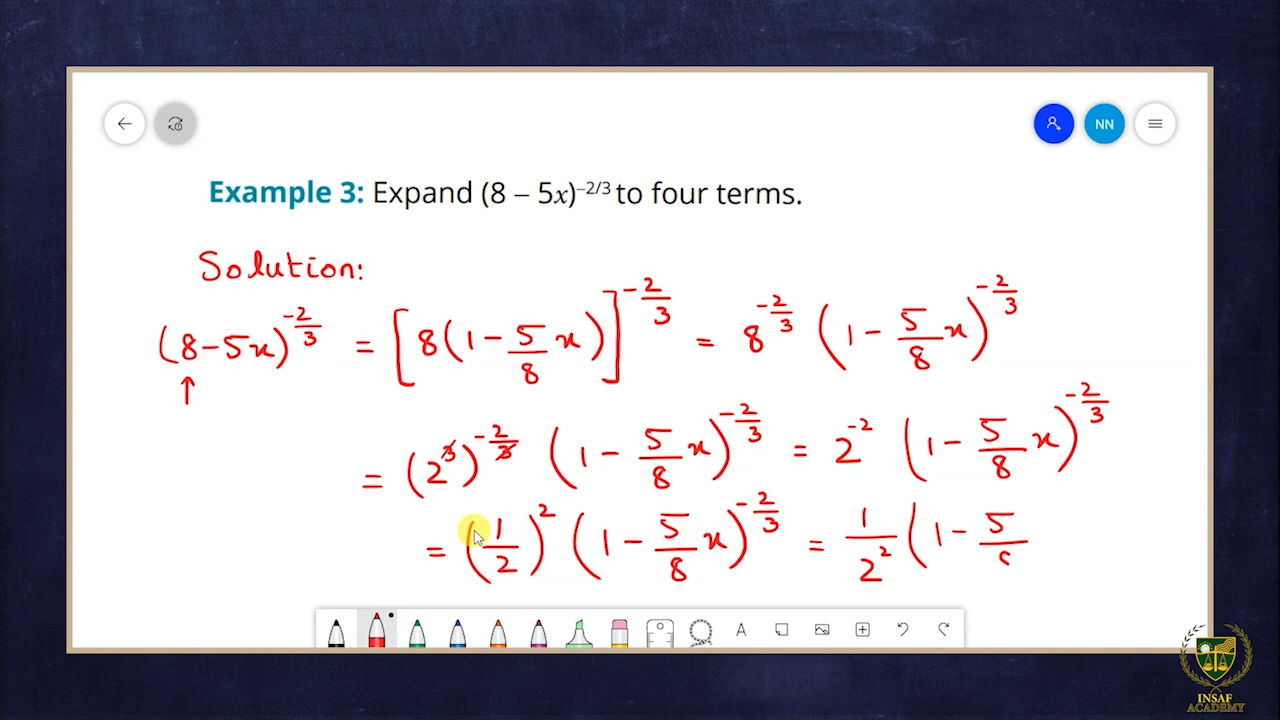 NN
Example 3: Expand (8 – 5x)^–2/3 to four terms.
Solution:
(8-5x)^-2/3 = [8(1-5/8 x)]^-2/3 = 8^-2/3 (1-5/8 x)^-2/3
= (2^3)^-2/3 (1-5/8 x)^-2/3 = 2^-2 (1-5/8 x)^-2/3
= (1/2)^2 (1-5/8 x)^-2/3 = 1/2^2 (1-5/
A
INSAF
ACADEMY